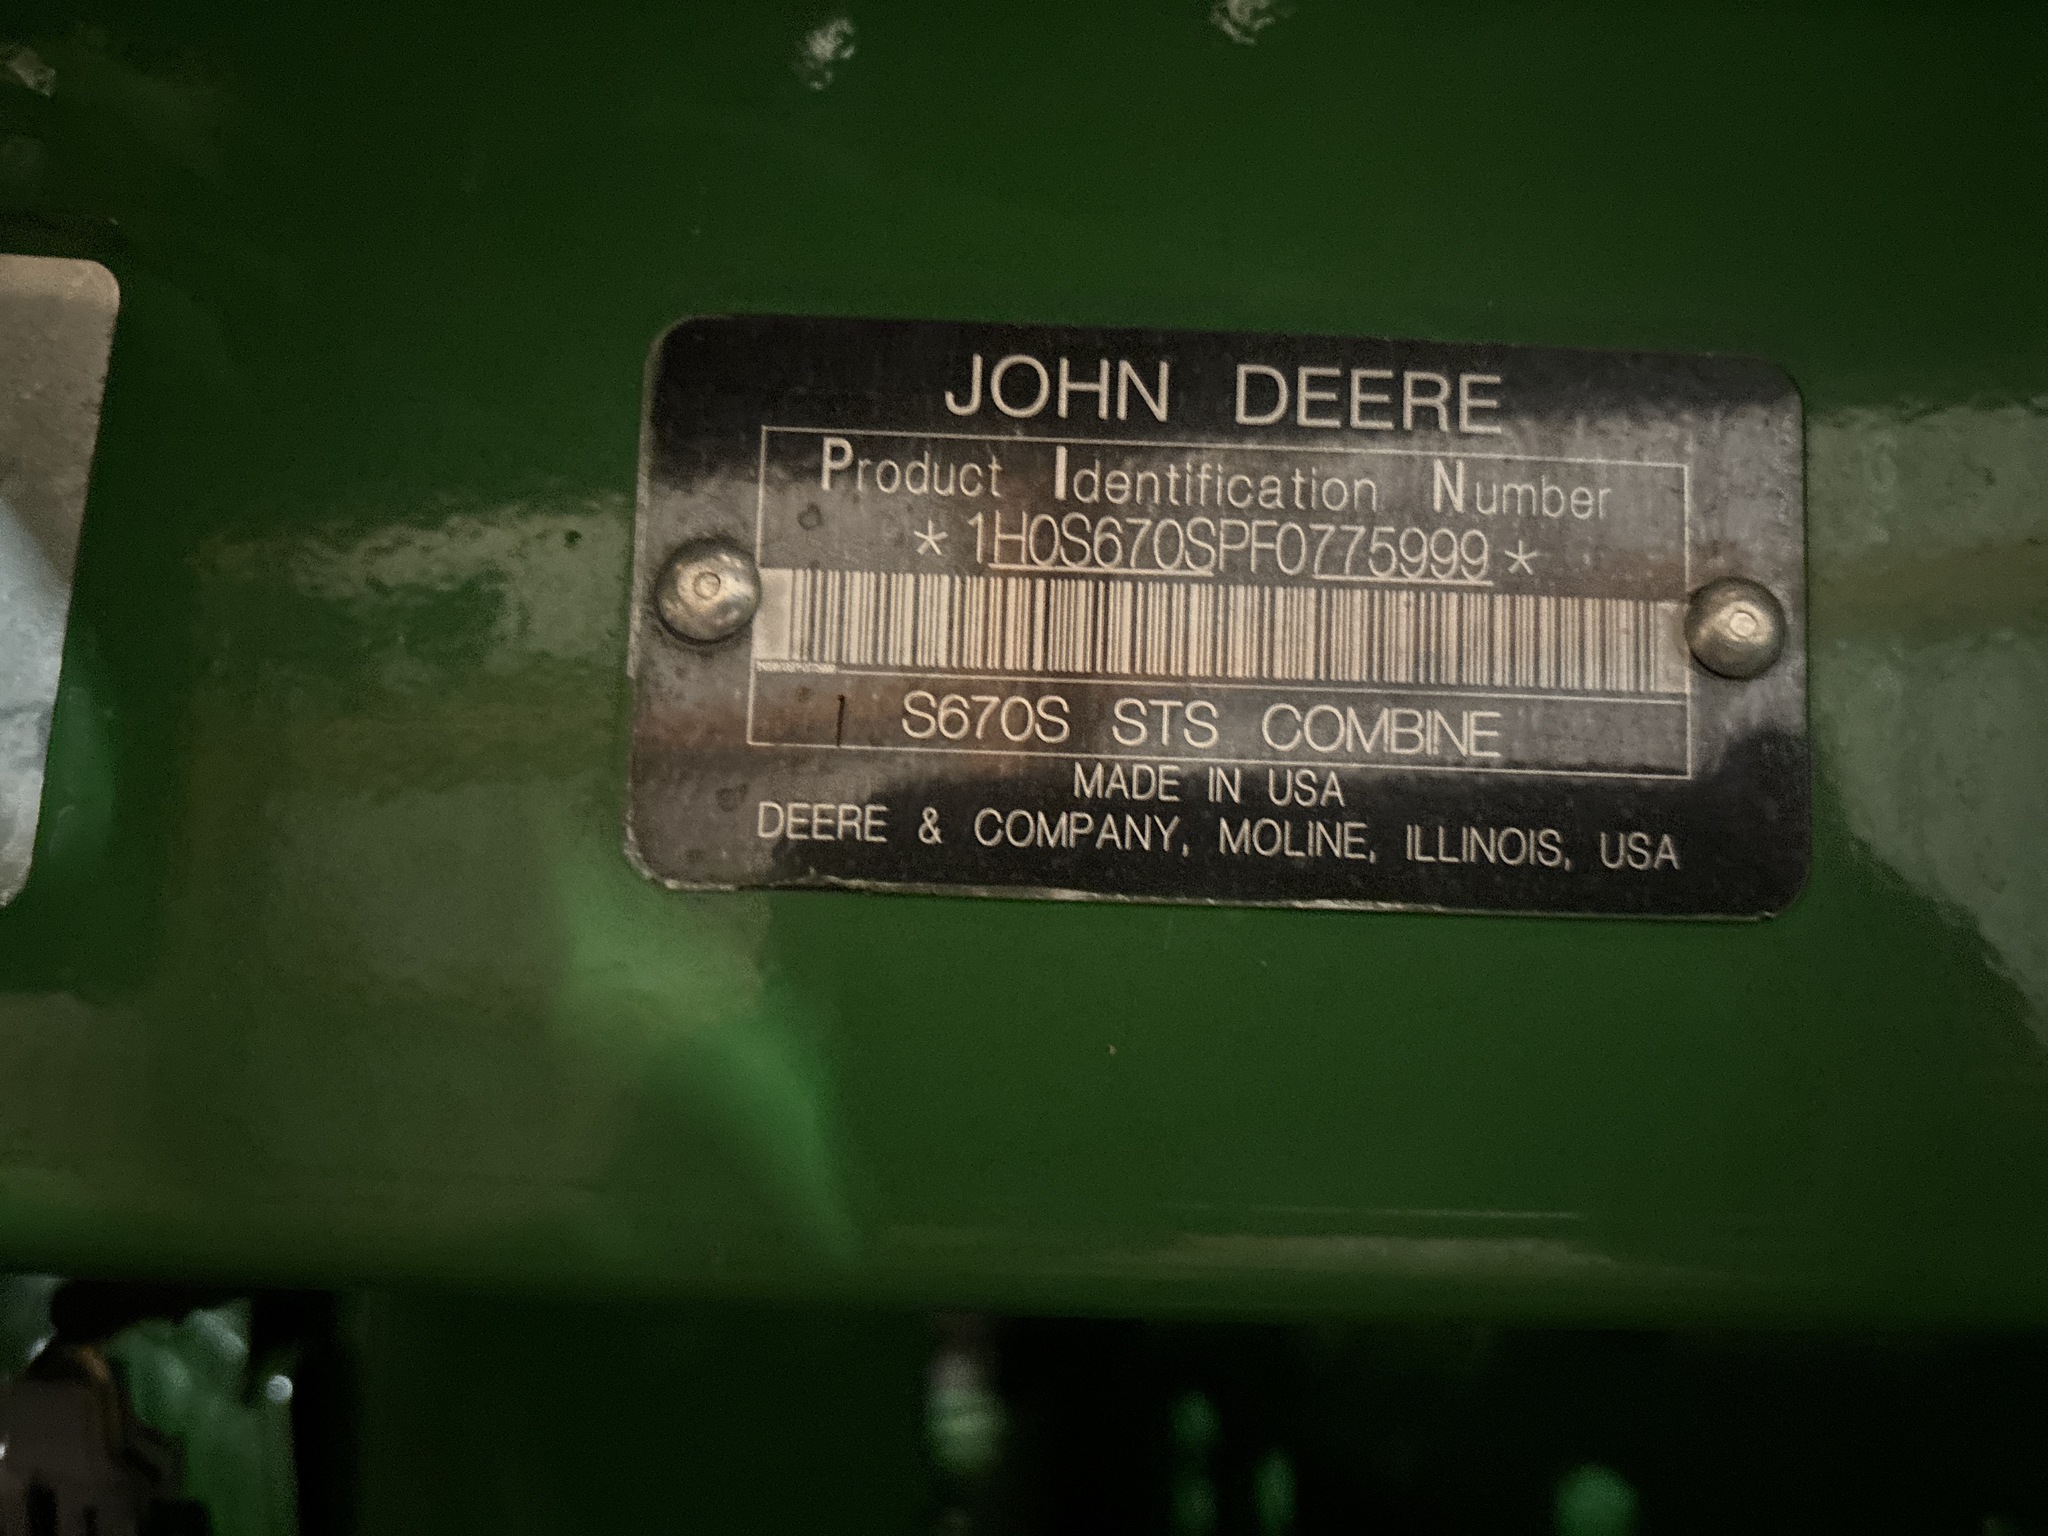 JOHN DEERE
Product Identification Number
*1H0S670SPF0775999*
S670S STS COMBINE
MADE IN USA
DEERE & COMPANY, MOLINE, ILLINOIS, USA